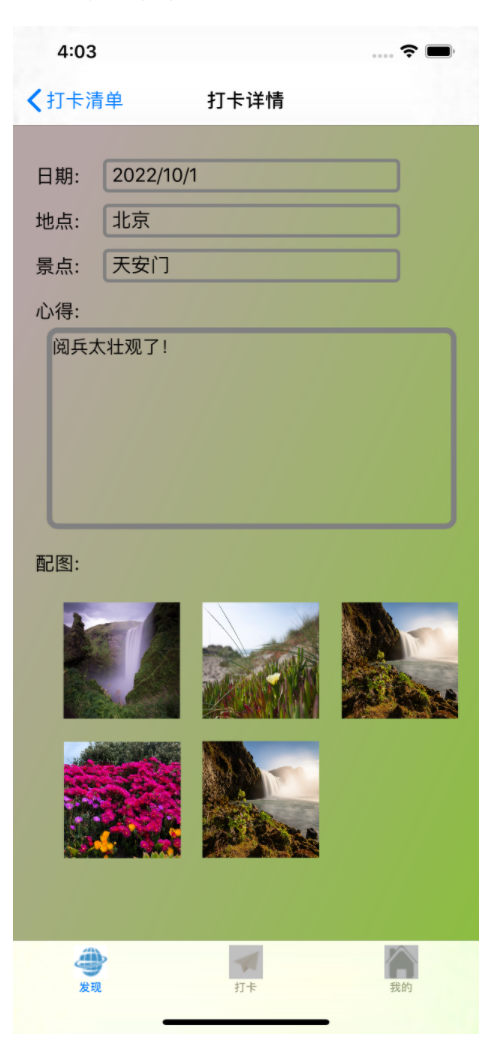 4:03
打卡清单
打卡详情
日期:
2022/10/1
地点:
北京
景点:
天安门
心得:
阅兵太壮观了!
配图:
发现
打卡
我的